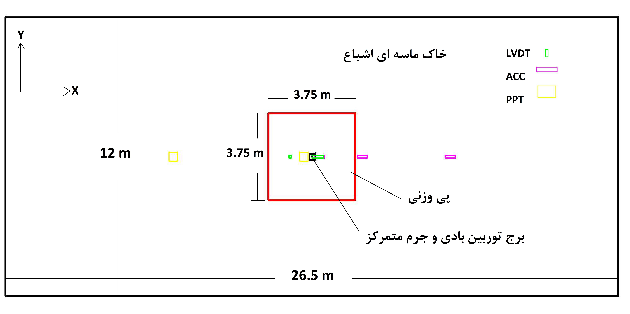 Y
خاک ماسه ای اشباع
LVDT
ACC
X
3.75 m
PPT
12 m
3.75 m
پی وزنی
برج توربین بادی و جرم متمرکز
26.5 m